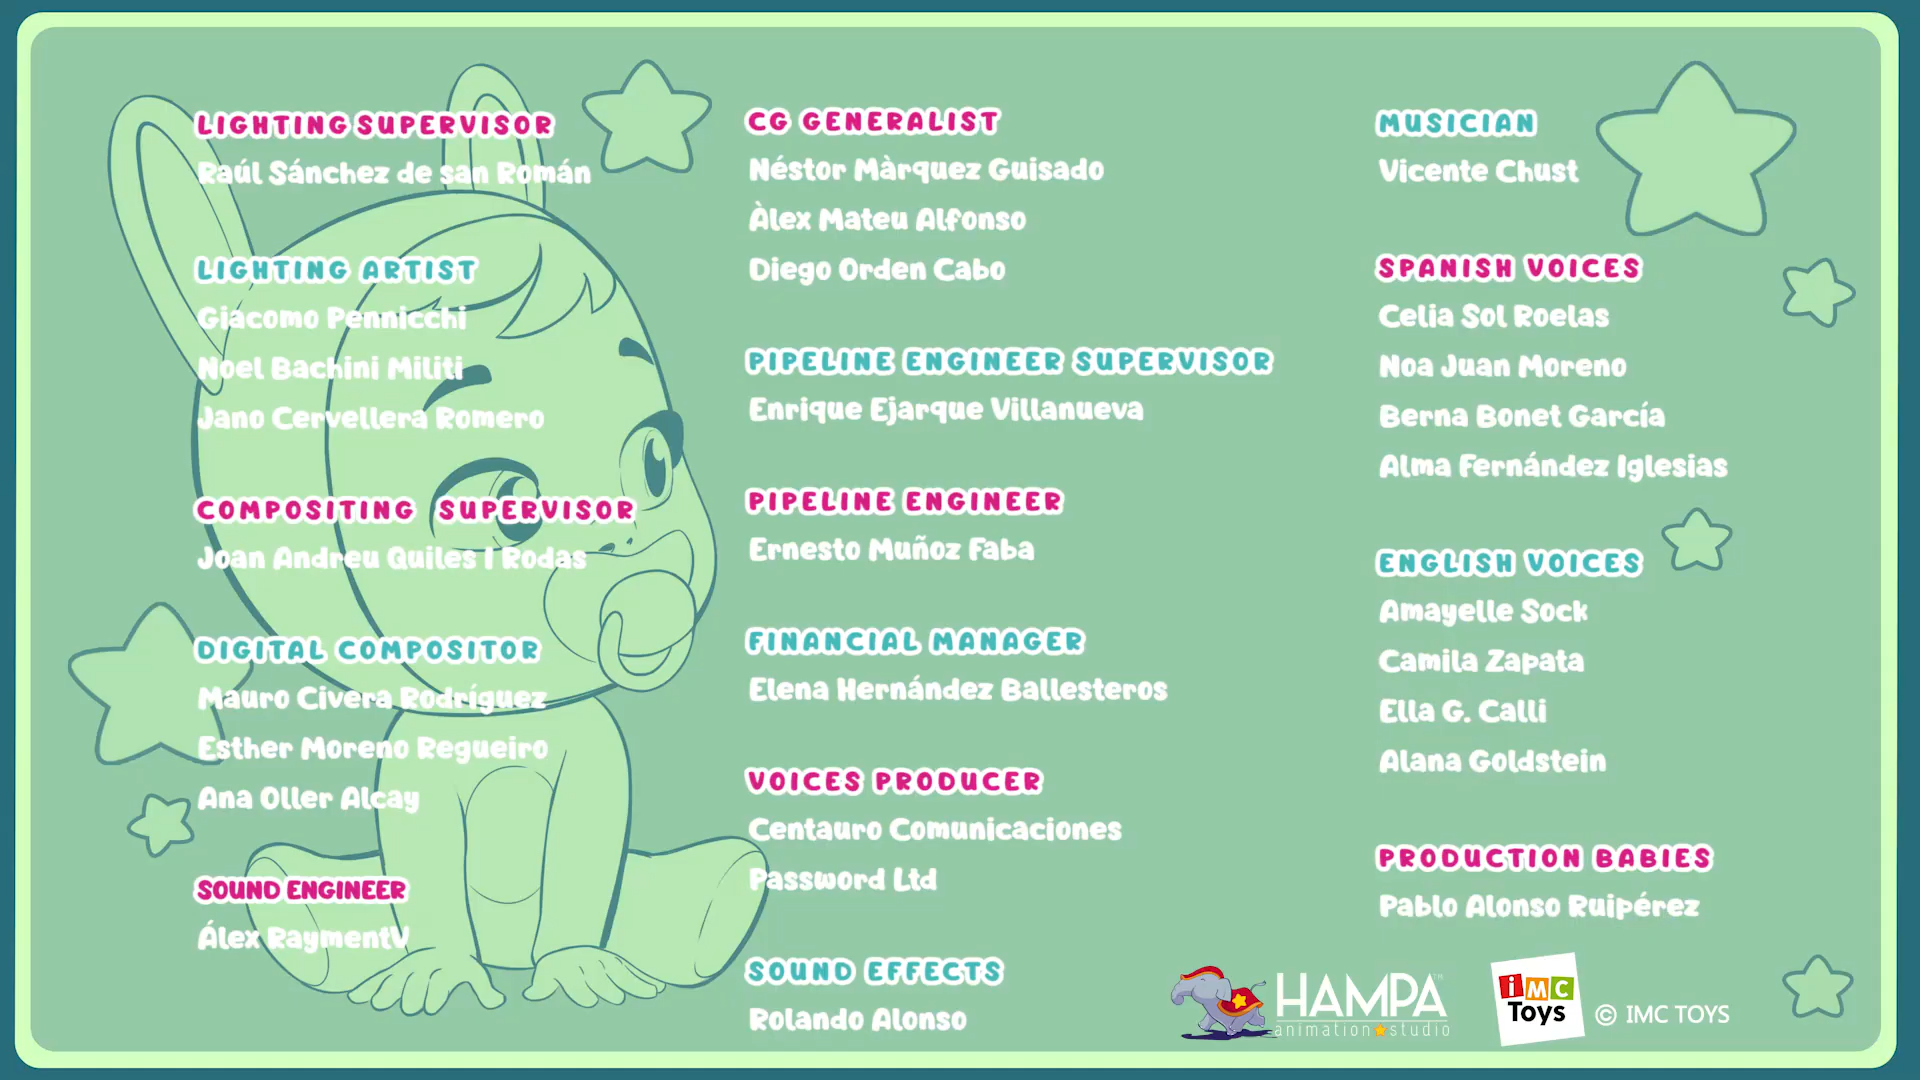 LIGHTING SUPERVISOR
Raúl Sánchez de san Román
LIGHTING ARTIST
Giácomo Pennicchi
Noel Bachini Militi
Jano Cervellera Romero
COMPOSITING SUPERVISOR
Joan Andreu Quiles I Rodas
DIGITAL COMPOSITOR
Mauro Civera Rodríguez
Esther Moreno Regueiro
Ana Oller Alcay
SOUND ENGINEER
Álex RaymentV
CG GENERALIST
Néstor Màrquez Guisado
Àlex Mateu Alfonso
Diego Orden Cabo
PIPELINE ENGINEER SUPERVISOR
Enrique Ejarque Villanueva
PIPELINE ENGINEER
Ernesto Muñoz Faba
FINANCIAL MANAGER
Elena Hernández Ballesteros
VOICES PRODUCER
Centauro Comunicaciones
Password Ltd
SOUND EFFECTS
Rolando Alonso
MUSICIAN
Vicente Chust
SPANISH VOICES
Celia Sol Roelas
Noa Juan Moreno
Berna Bonet García
Alma Fernández Iglesias
ENGLISH VOICES
Amayelle Sock
Camila Zapata
Ella G. Calli
Alana Goldstein
PRODUCTION BABIES
Pablo Alonso Ruipérez
HAMPA™
animation studio
iMC
Toys
© IMC TOYS